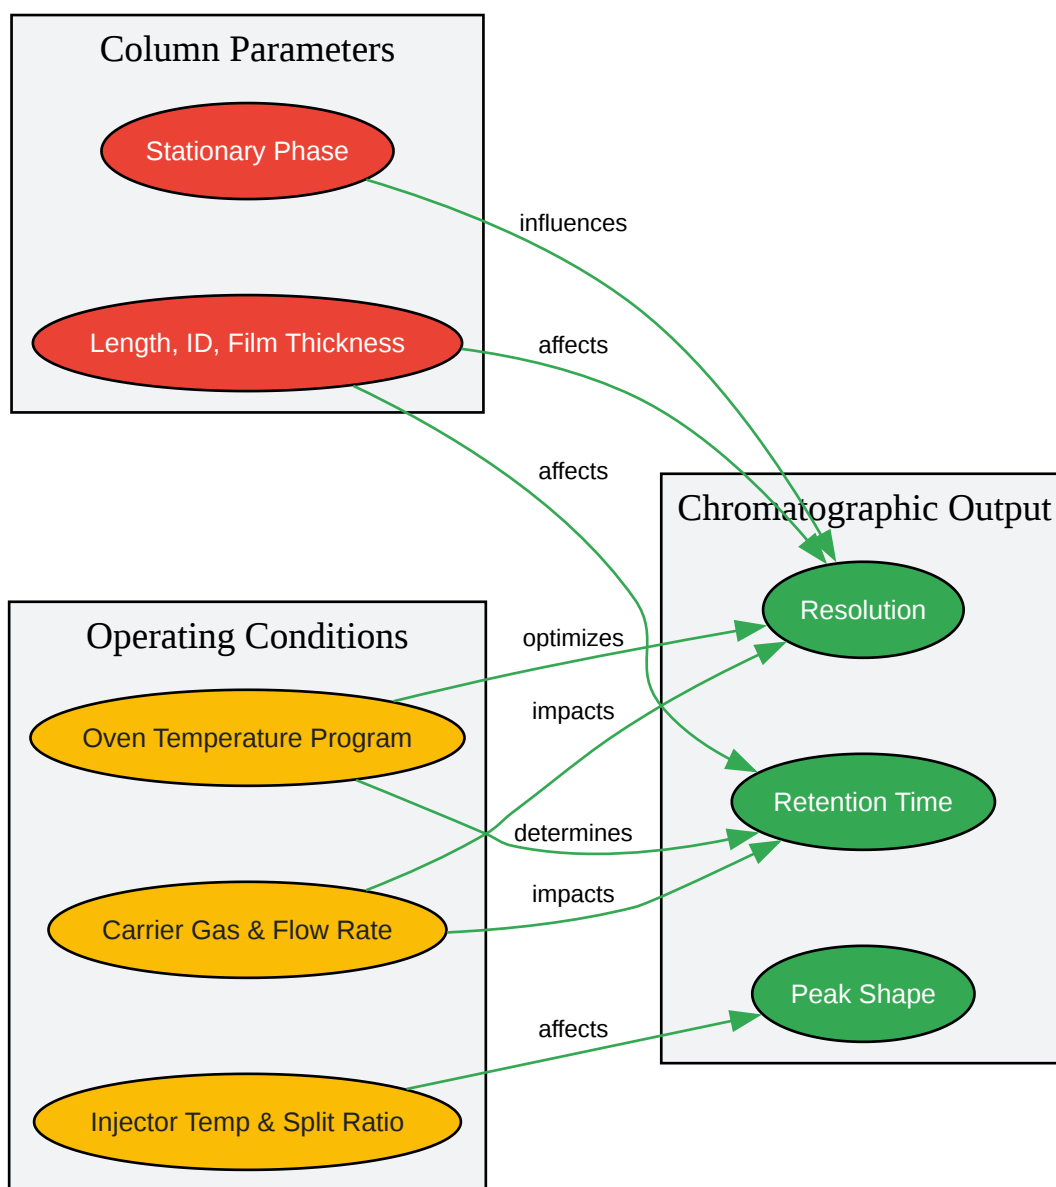 Column Parameters
Stationary Phase
influences
Length, ID, Film Thickness
affects
affects
Chromatographic Output
Resolution
Operating Conditions
optimizes
Oven Temperature Program
impacts
Retention Time
determines
impacts
Carrier Gas & Flow Rate
Peak Shape
affects
Injector Temp & Split Ratio